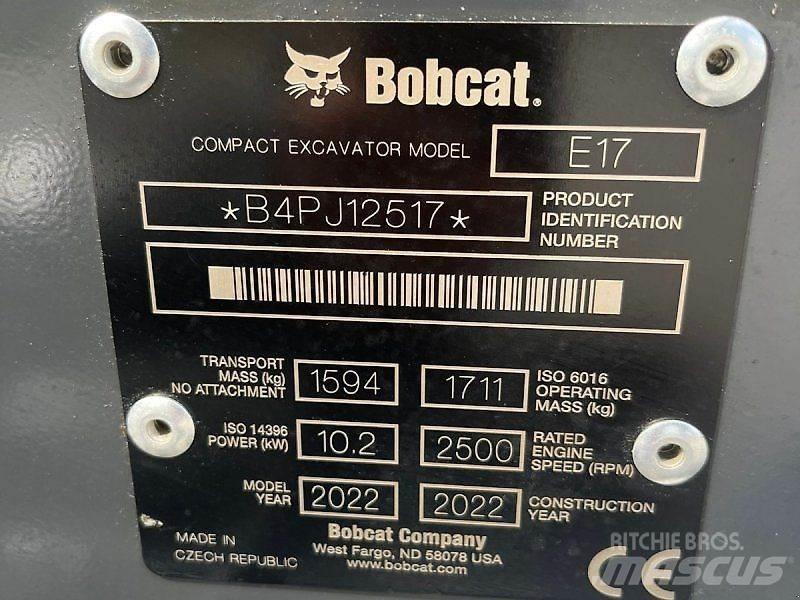 Bobcat.
COMPACT EXCAVATOR MODEL E17
*B4PJ12517*
PRODUCT
IDENTIFICATION
NUMBER
TRANSPORT
MASS (kg)
NO ATTACHMENT
1594
1711
ISO 6016
OPERATING
MASS (kg)
ISO 14396
POWER (kW)
10.2
2500
RATED
ENGINE
SPEED (RPM)
MODEL
YEAR
2022
2022
CONSTRUCTION
YEAR
MADE IN
CZECH REPUBLIC
Bobcat Company
West Fargo, ND 58078 USA
www.bobcat.com
CE
RITCHIE BROS.
mascus